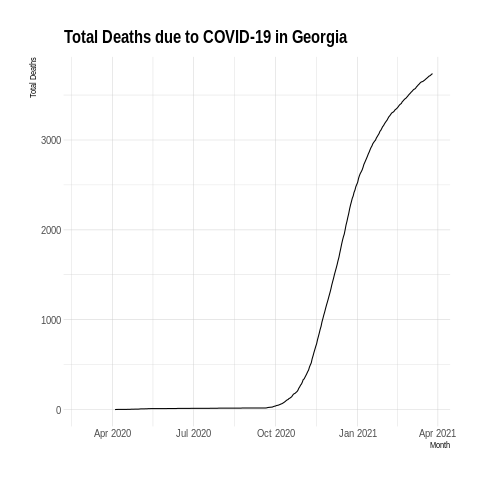 Total Deaths due to COVID-19 in Georgia
Total Deaths
3000
2000
1000
0
Apr 2020 Jul 2020 Oct 2020 Jan 2021 Apr 2021
Month